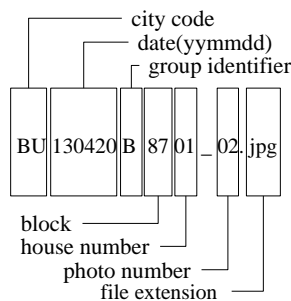 city code
date(yymmdd)
group identifier
BU 130420 B 87 01 _ 02. jpg
block
house number
photo number
file extension